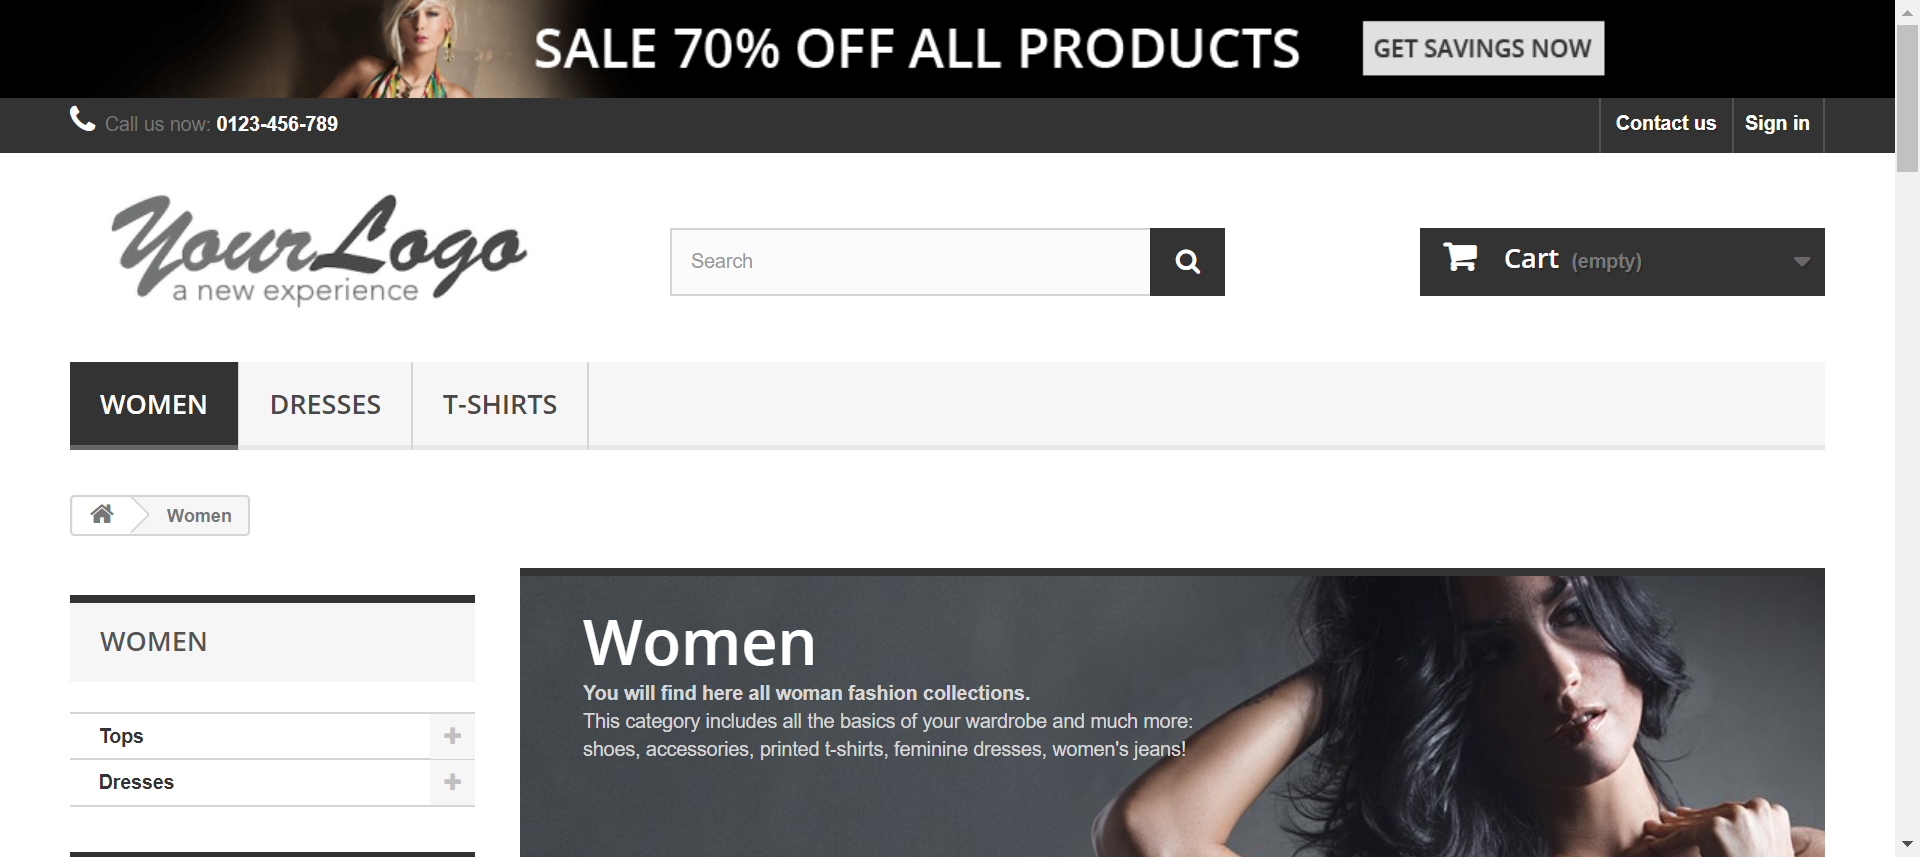 SALE 70% OFF ALL PRODUCTS
GET SAVINGS NOW
Call us now: 0123-456-789
Contact us
Sign in
YourLogo
a new experience
Search
Cart (empty)
WOMEN
DRESSES
T-SHIRTS
Women
WOMEN
Tops
Dresses
Women
You will find here all woman fashion collections.
This category includes all the basics of your wardrobe and much more:
shoes, accessories, printed t-shirts, feminine dresses, women's jeans!